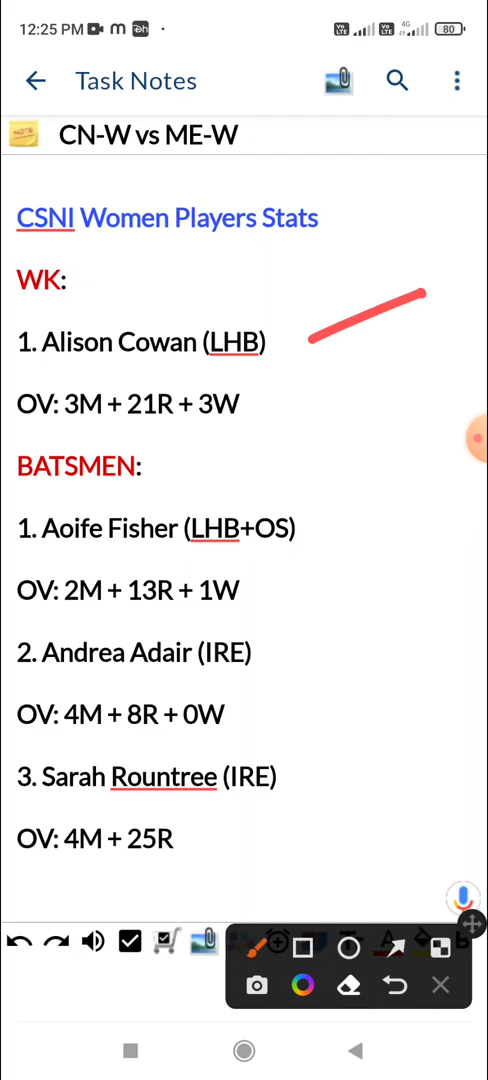 12:25 PM
4G
80
Task Notes
CN-W vs ME-W
CSNI Women Players Stats
WK:
1. Alison Cowan (LHB)
OV: 3M + 21R + 3W
BATSMEN:
1. Aoife Fisher (LHB+OS)
OV: 2M + 13R + 1W
2. Andrea Adair (IRE)
OV: 4M + 8R + 0W
3. Sarah Rountree (IRE)
OV: 4M + 25R